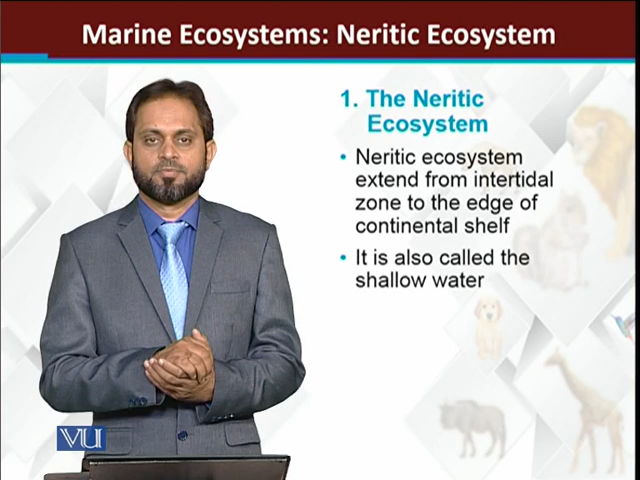 Marine Ecosystems: Neritic Ecosystem
1. The Neritic
Ecosystem
• Neritic ecosystem
extend from intertidal
zone to the edge of
continental shelf
• It is also called the
shallow water
VU